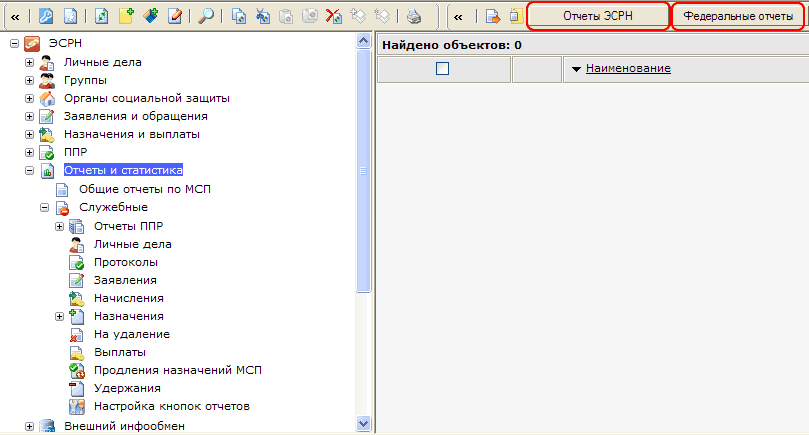 « « Отчеты ЭСРН Федеральные отчеты
ЭСРН
Личные дела
Группы
Органы социальной защиты
Заявления и обращения
Назначения и выплаты
ППР
Отчеты и статистика
Общие отчеты по МСП
Служебные
Отчеты ППР
Личные дела
Протоколы
Заявления
Начисления
Назначения
На удаление
Выплаты
Продления назначений МСП
Удержания
Настройка кнопок отчетов
Внешний инфообмен
Найдено объектов: 0
Наименование